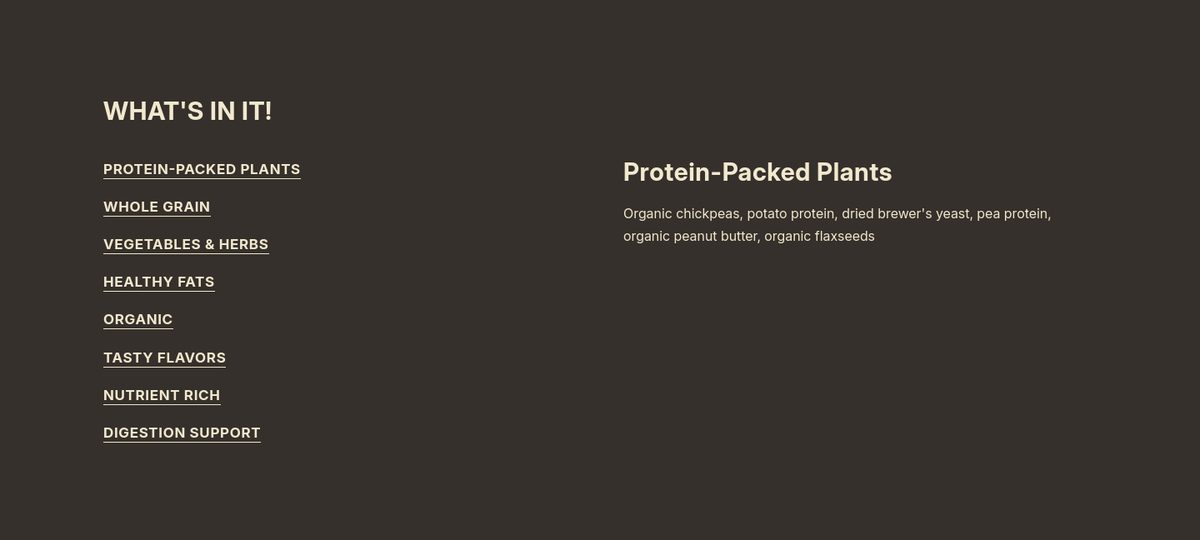 WHAT'S IN IT!
PROTEIN-PACKED PLANTS
WHOLE GRAIN
VEGETABLES & HERBS
HEALTHY FATS
ORGANIC
TASTY FLAVORS
NUTRIENT RICH
DIGESTION SUPPORT
Protein-Packed Plants
Organic chickpeas, potato protein, dried brewer's yeast, pea protein,
organic peanut butter, organic flaxseeds